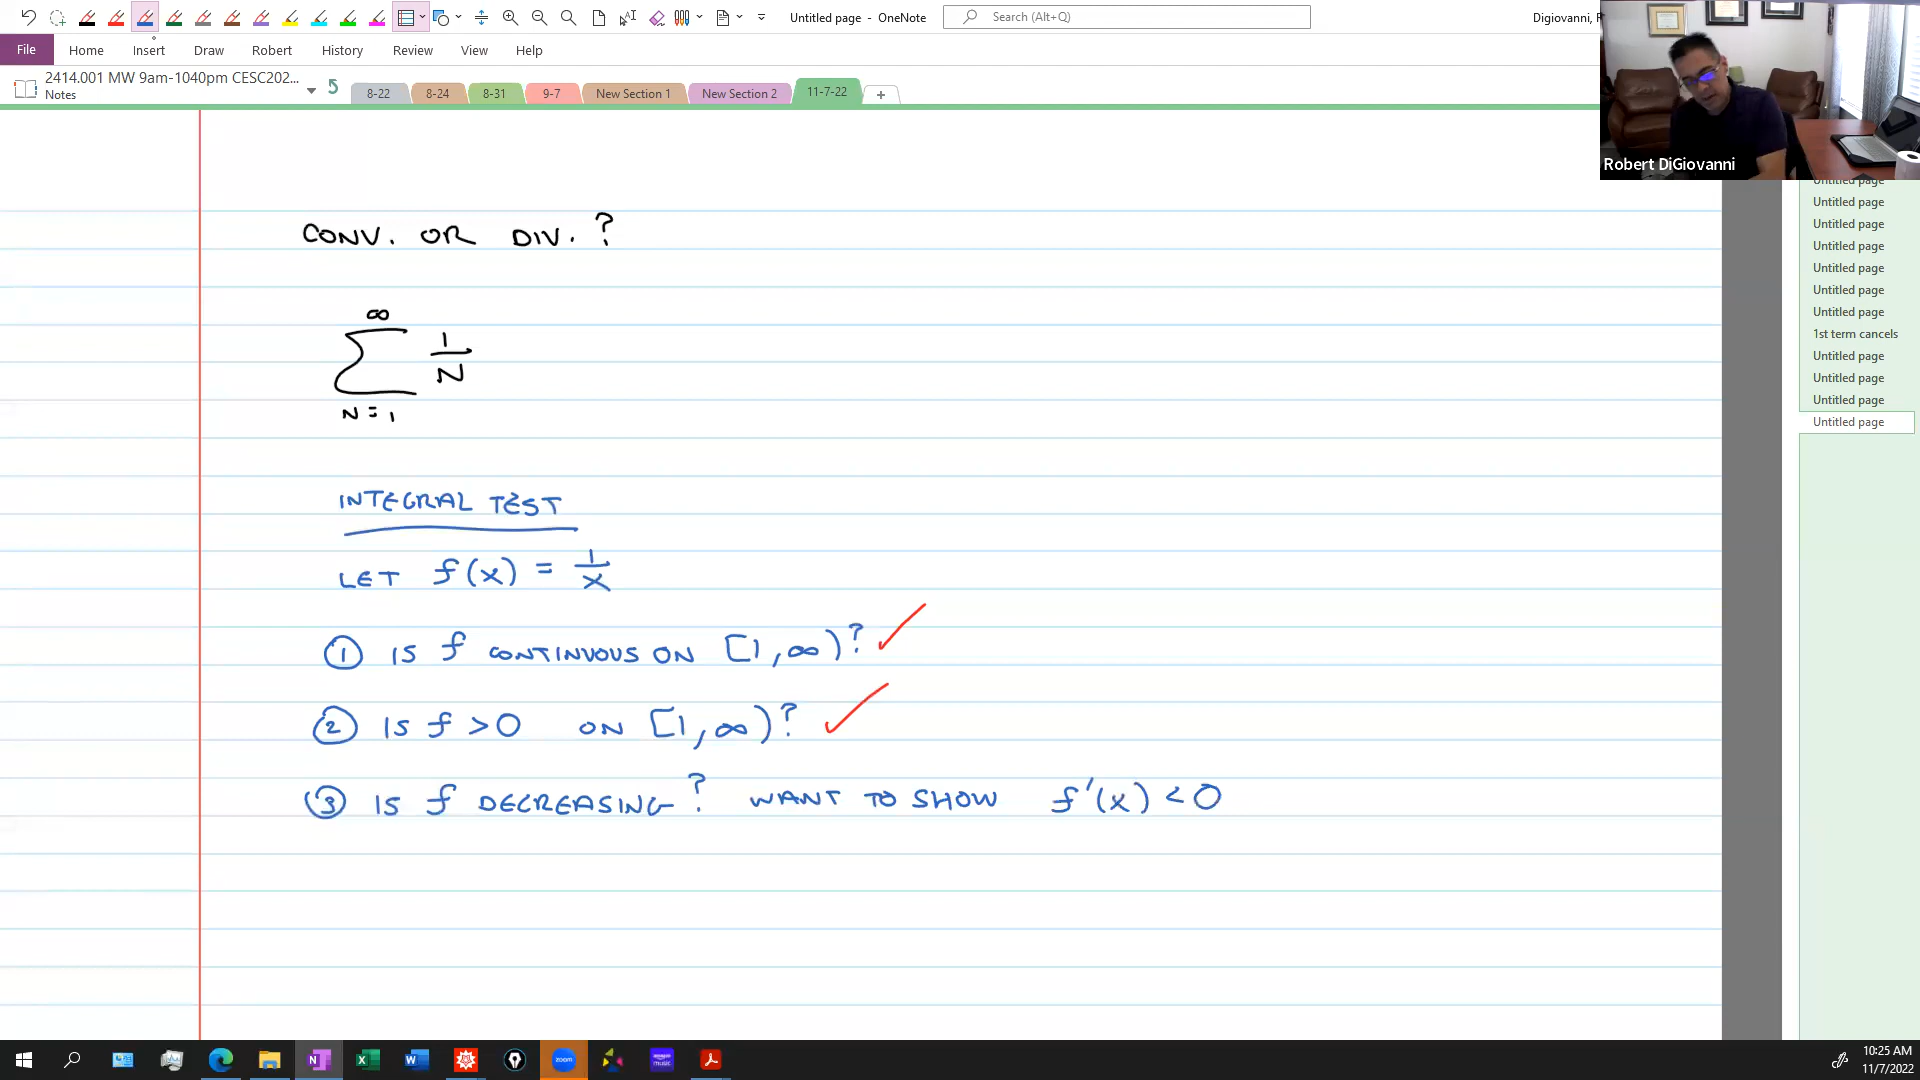 Untitled page - OneNote
Search (Alt+Q)
Digiovanni, R
File Home Insert Draw Robert History Review View Help
2414.001 MW 9am-1040pm CESC202...
Notes
8-22 8-24 8-31 9-7 New Section 1 New Section 2 11-7-22
Robert DiGiovanni
Untitled page
Untitled page
Untitled page
Untitled page
Untitled page
Untitled page
Untitled page
1st term cancels
Untitled page
Untitled page
Untitled page
Untitled page
CONV. OR DIV. ?
∞
∑ 1/N
N = 1
INTEGRAL TEST
LET f(x) = 1/x
① IS f CONTINUOUS ON [1, ∞)? ✓
② IS f > 0 ON [1, ∞)? ✓
③ IS f DECREASING? WANT TO SHOW f'(x) < 0
zoom
amazon music
10:25 AM
11/7/2022